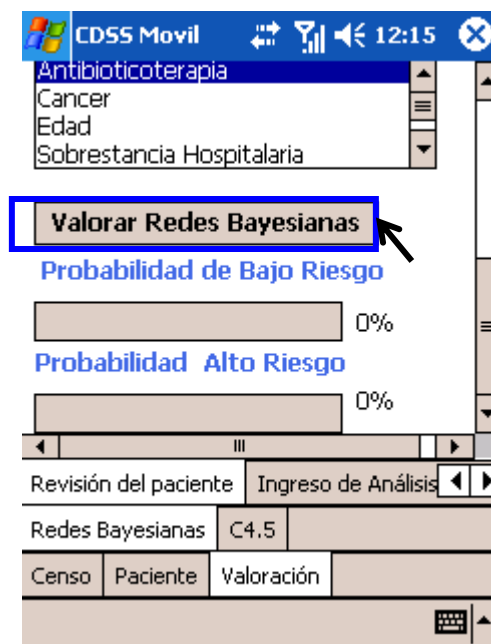 CDSS Movil 12:15
Antibioticoterapia
Cancer
Edad
Sobrestancia Hospitalaria
Valorar Redes Bayesianas
Probabilidad de Bajo Riesgo
0%
Probabilidad Alto Riesgo
0%
Revisión del paciente Ingreso de Análisis
Redes Bayesianas C4.5
Censo Paciente Valoración